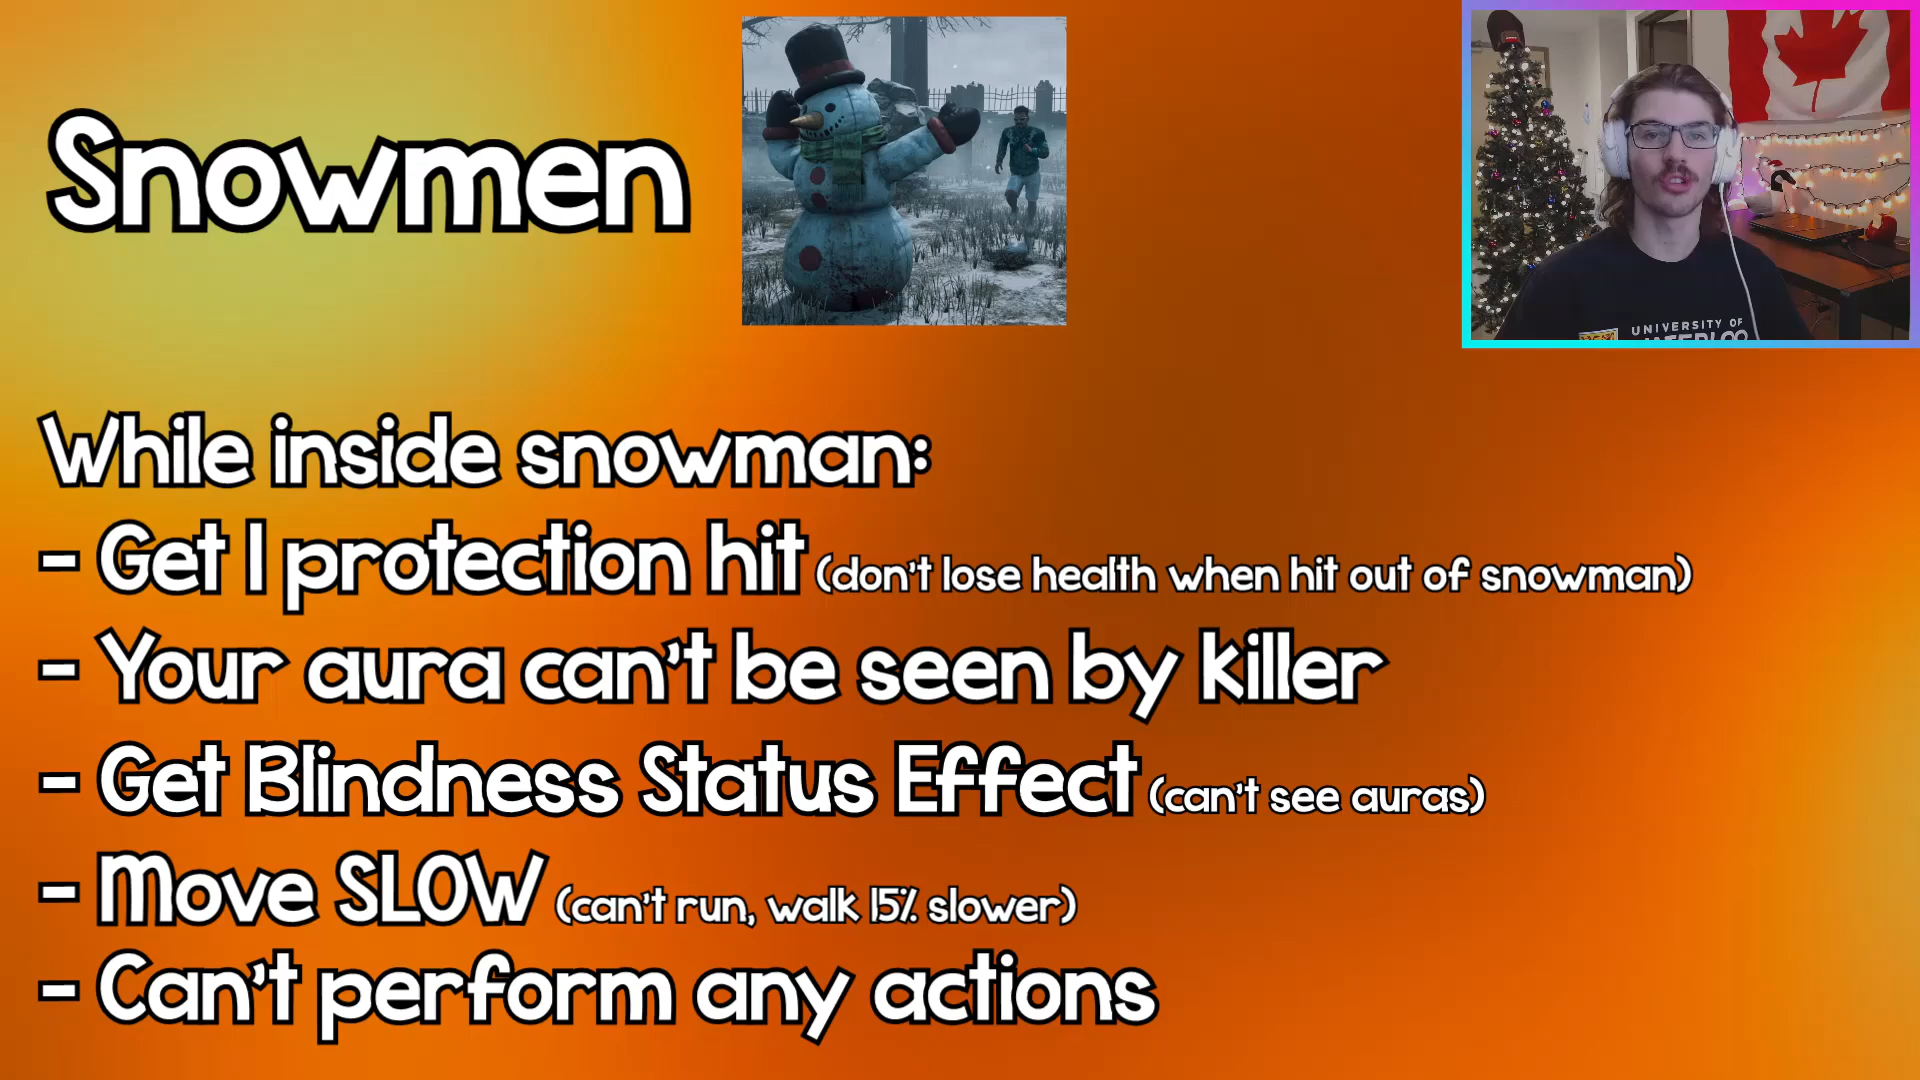 Snowmen
UNIVERSITY OF
WATERLOO
While inside snowman:
- Get 1 protection hit (don't lose health when hit out of snowman)
- Your aura can't be seen by killer
- Get Blindness Status Effect (can't see auras)
- Move SLOW (can't run, walk 15% slower)
- Can't perform any actions